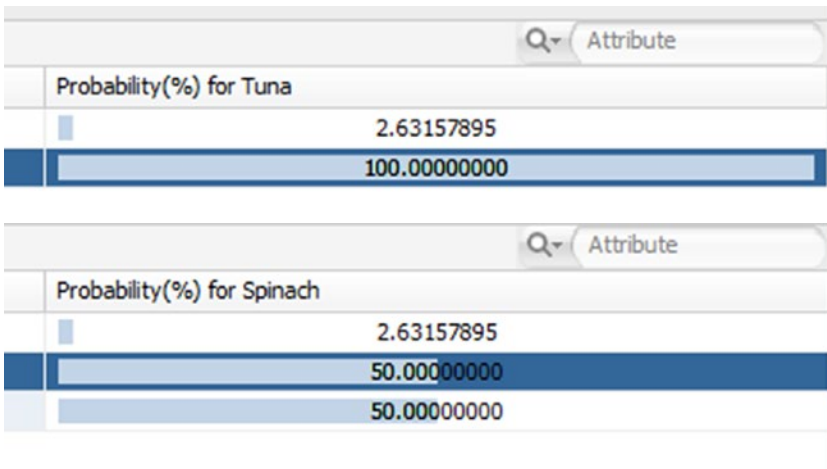 Attribute
Probability(%) for Tuna
2.63157895
100.00000000
Attribute
Probability(%) for Spinach
2.63157895
50.00000000
50.00000000